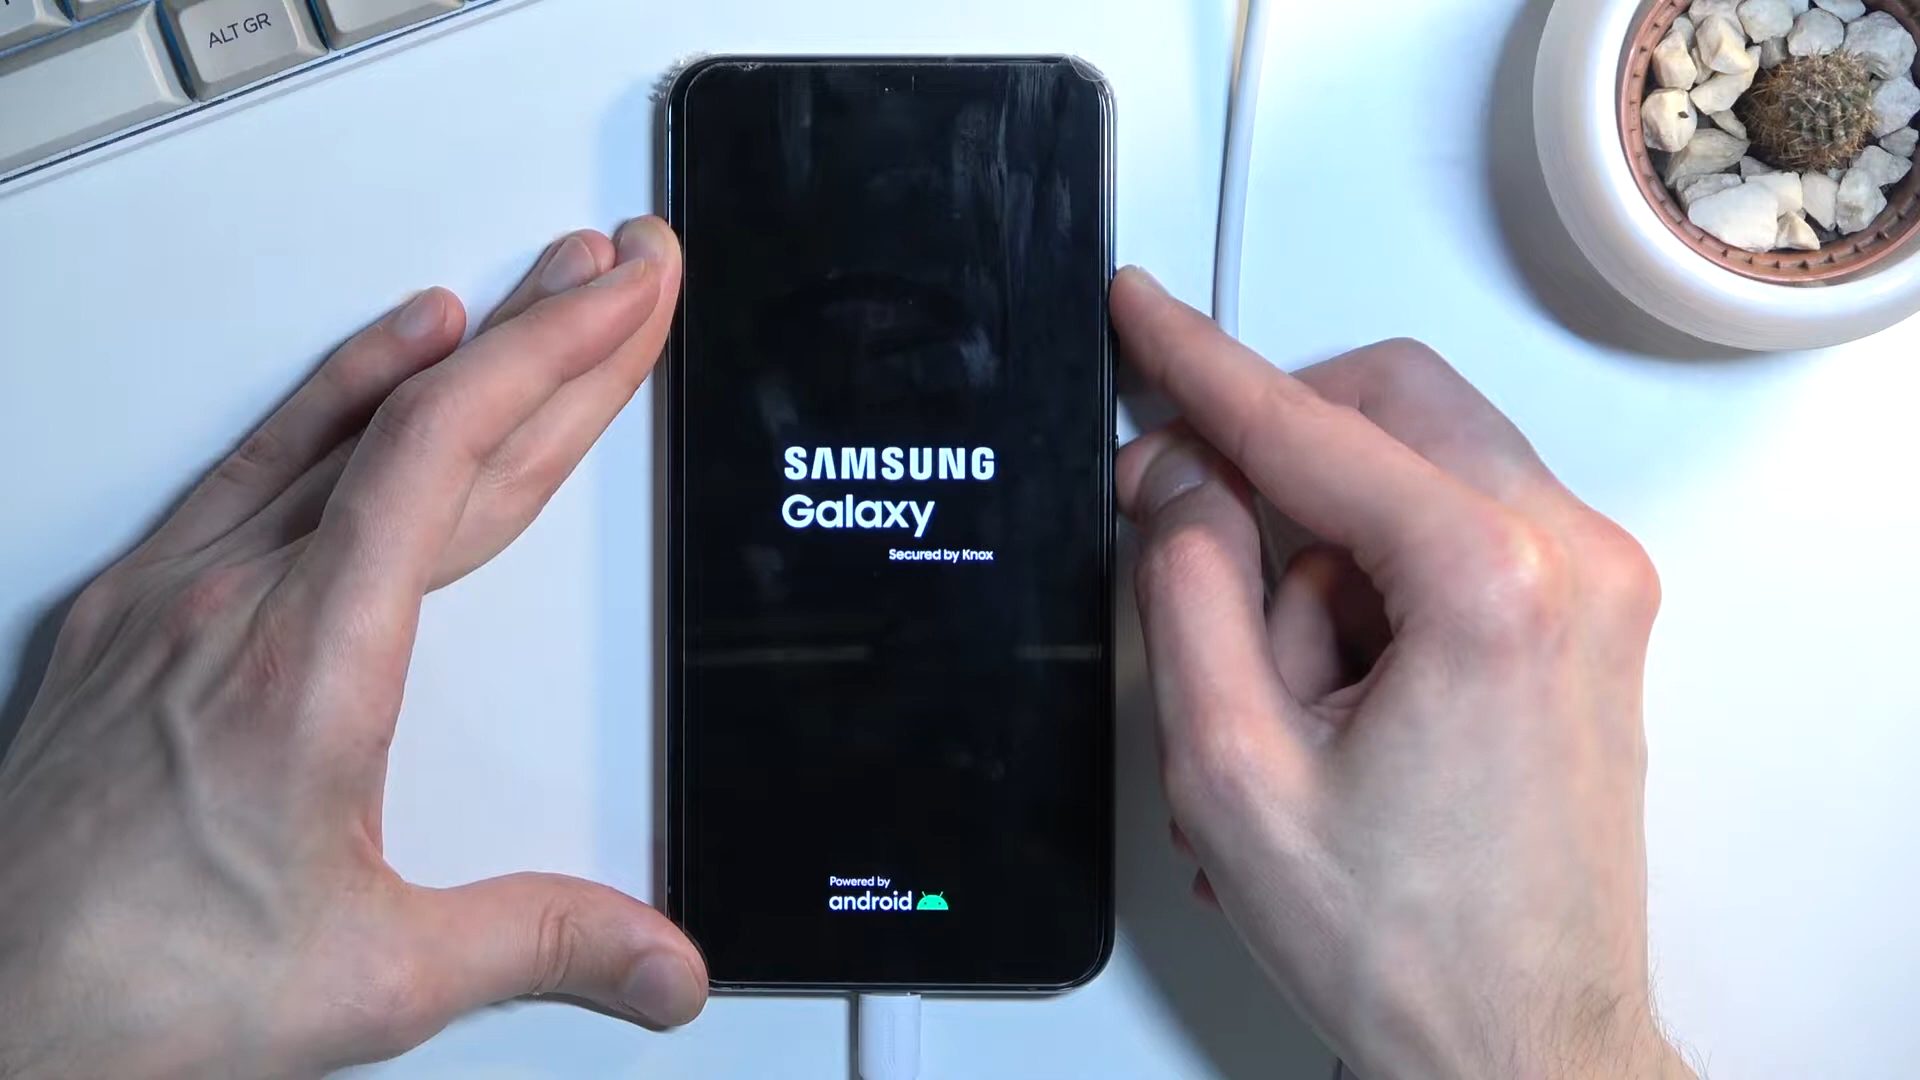 ALT GR
SAMSUNG
Galaxy
Secured by Knox
Powered by
android